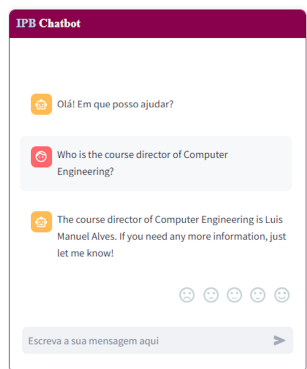 IPB Chatbot
Olá! Em que posso ajudar?
Who is the course director of Computer
Engineering?
The course director of Computer Engineering is Luis
Manuel Alves. If you need any more information, just
let me know!
Escreva a sua mensagem aqui